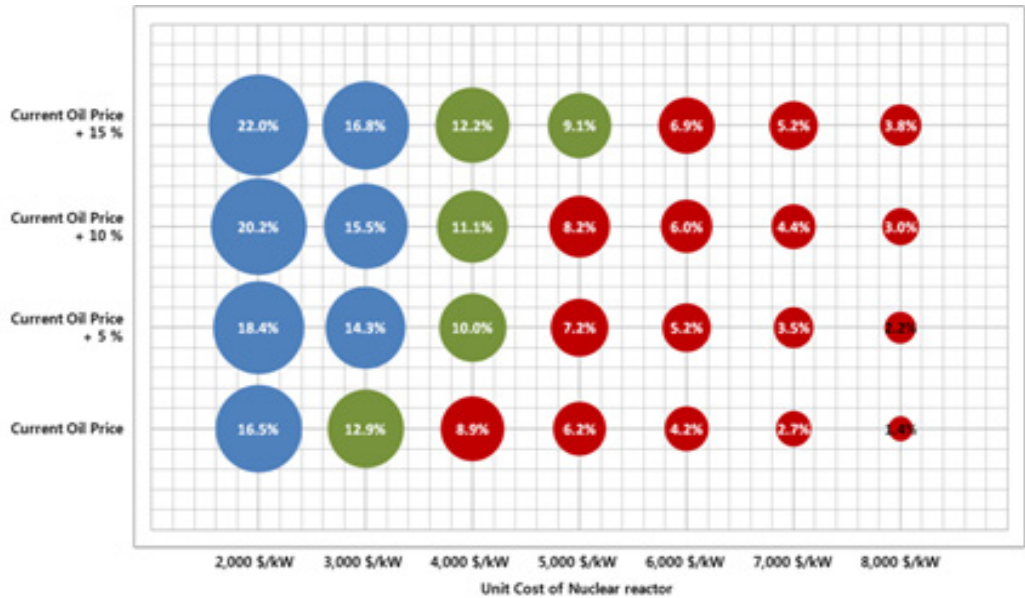 Current Oil Price
+ 15 %
22.0% 16.8% 12.2% 9.1% 6.9% 5.2% 3.8%
Current Oil Price
+ 10 %
20.2% 15.5% 11.1% 8.2% 6.0% 4.4% 3.0%
Current Oil Price
+ 5 %
18.4% 14.3% 10.0% 7.2% 5.2% 3.5% 2.2%
Current Oil Price
16.5% 12.9% 8.9% 6.2% 4.2% 2.7% 1.4%
2,000 $/kW 3,000 $/kW 4,000 $/kW 5,000 $/kW 6,000 $/kW 7,000 $/kW 8,000 $/kW
Unit Cost of Nuclear reactor